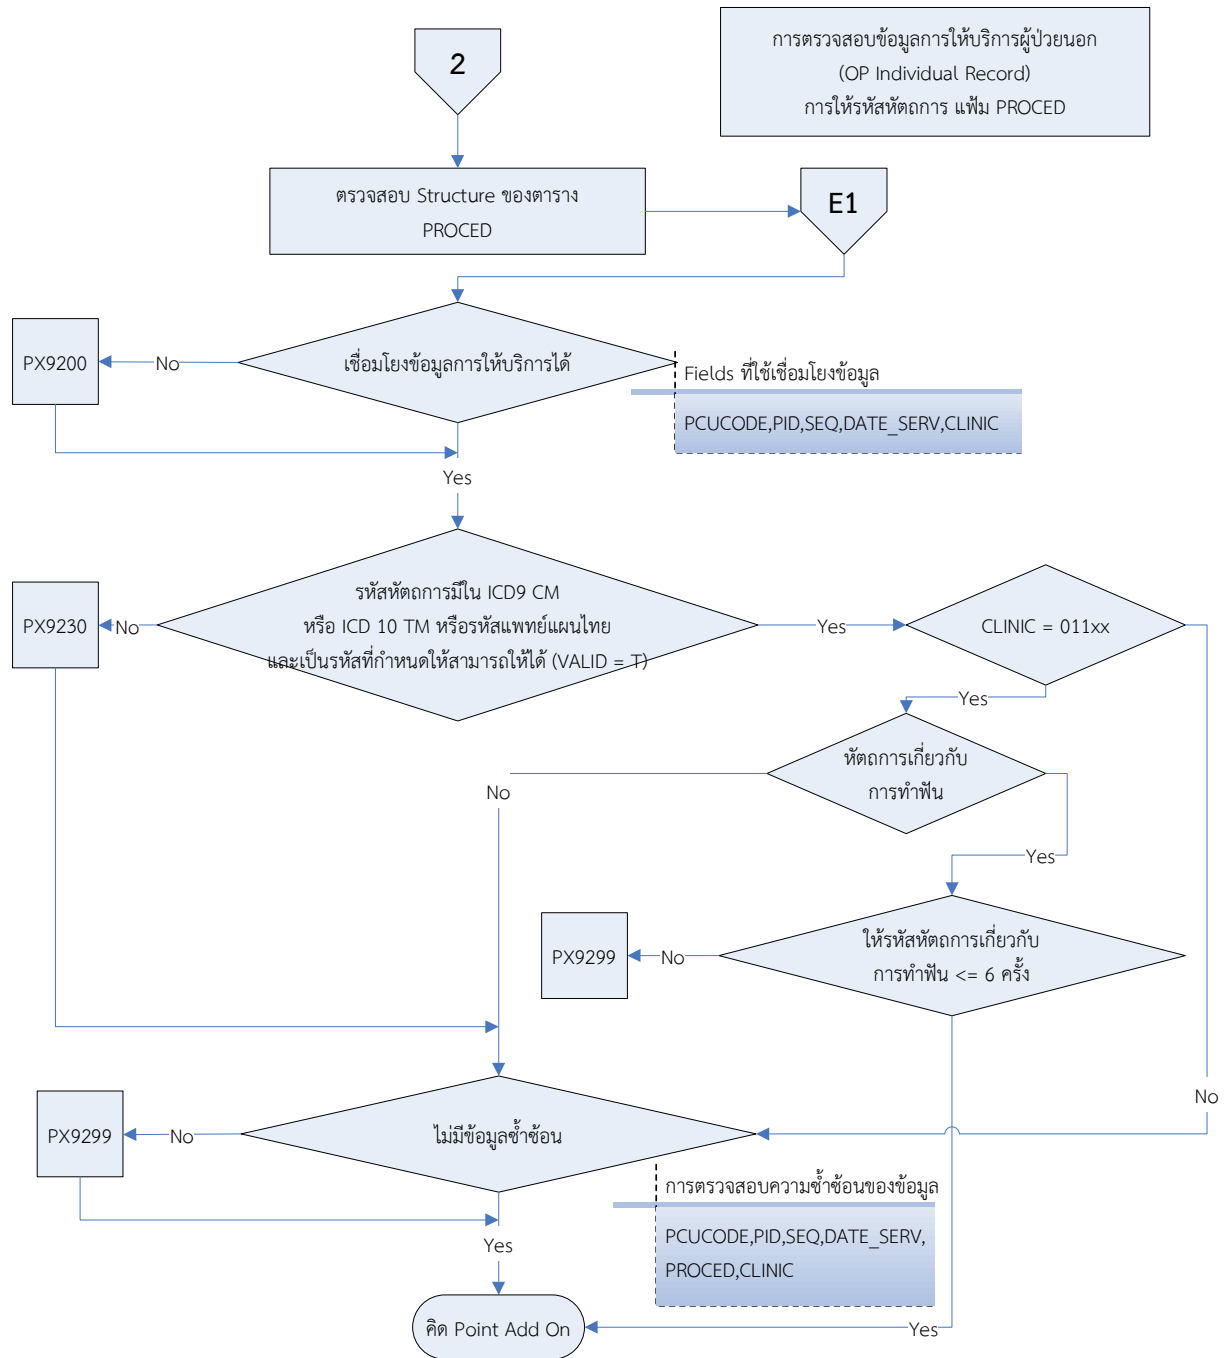 2
การตรวจสอบข้อมูลการให้บริการผู้ป่วยนอก
(OP Individual Record)
การให้รหัสหัตถการ แฟ้ม PROCED
ตรวจสอบ Structure ของตาราง
PROCED
E1
เชื่อมโยงข้อมูลการให้บริการได้
No
PX9200
Fields ที่ใช้เชื่อมโยงข้อมูล
PCUCODE,PID,SEQ,DATE_SERV,CLINIC
Yes
รหัสหัตถการมีใน ICD9 CM
หรือ ICD 10 TM หรือรหัสแพทย์แผนไทย
และเป็นรหัสที่กำหนดให้สามารถให้ได้ (VALID = T)
No
PX9230
Yes
CLINIC = 011xx
Yes
หัตถการเกี่ยวกับ
การทำฟัน
No
Yes
ให้รหัสหัตถการเกี่ยวกับ
การทำฟัน <= 6 ครั้ง
No
PX9299
No
ไม่มีข้อมูลซ้ำซ้อน
No
PX9299
การตรวจสอบความซ้ำซ้อนของข้อมูล
PCUCODE,PID,SEQ,DATE_SERV,
PROCED,CLINIC
Yes
คิด Point Add On
Yes